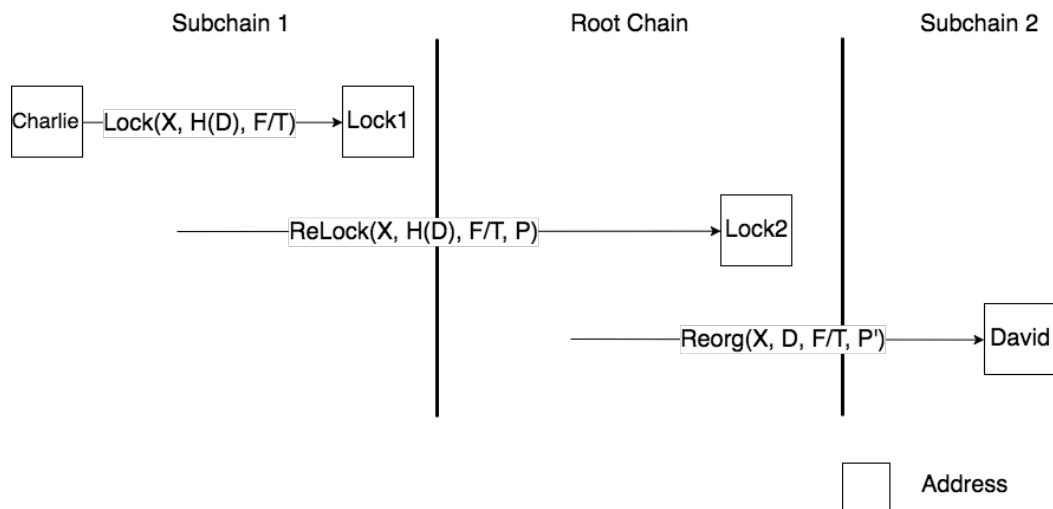 Subchain 1
Root Chain
Subchain 2
Charlie
Lock(X, H(D), F/T)
Lock1
ReLock(X, H(D), F/T, P)
Lock2
Reorg(X, D, F/T, P')
David
Address